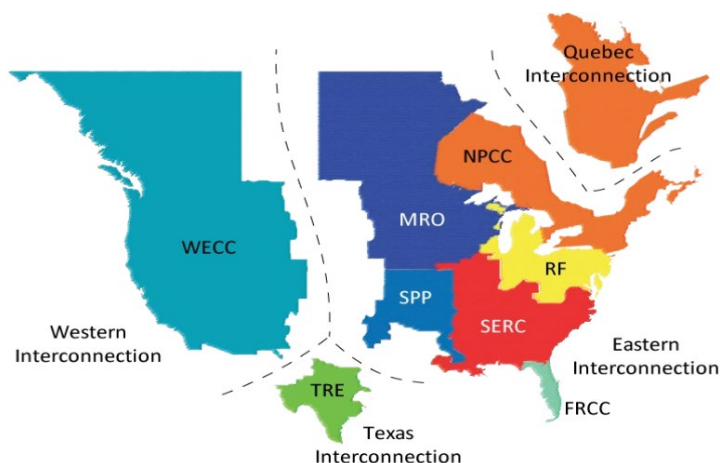 Quebec
Interconnection
NPCC
MRO
WECC
RF
SPP
SERC
Western
Interconnection
Eastern
Interconnection
TRE
FRCC
Texas
Interconnection